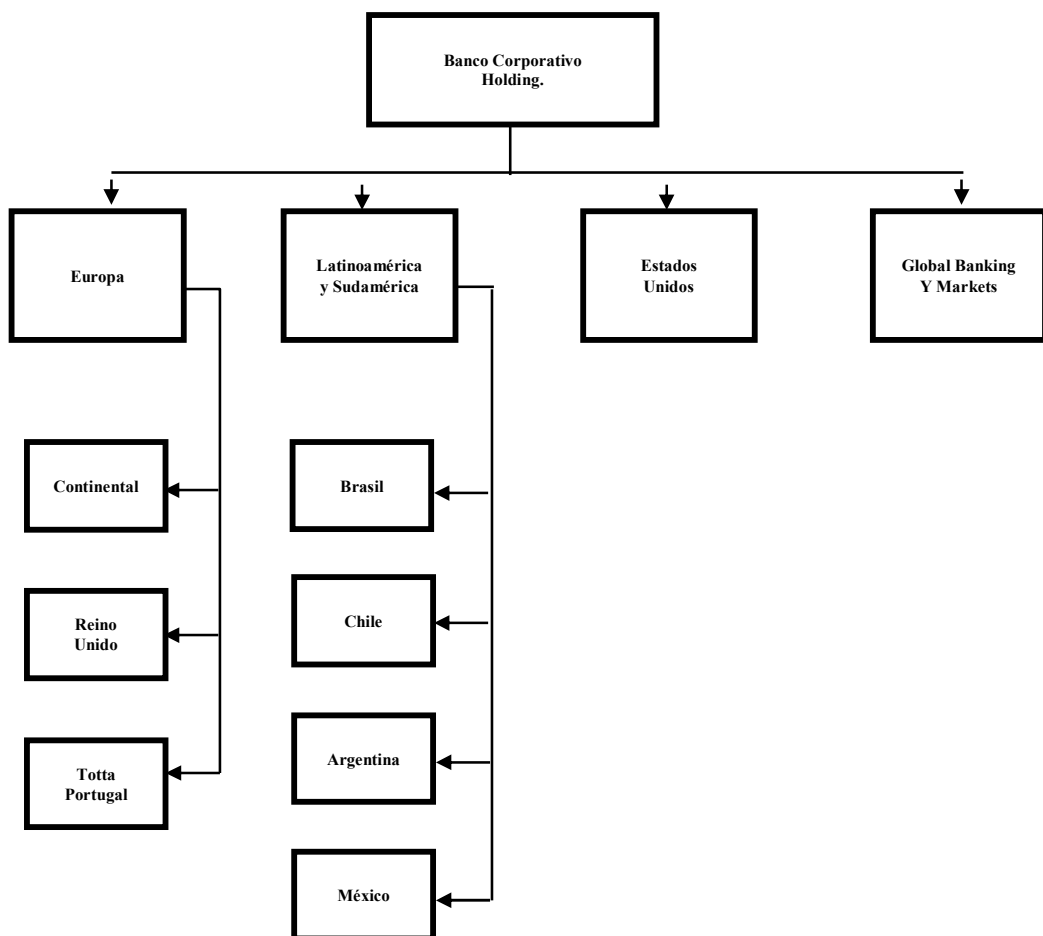 Banco Corporativo
Holding.
Europa
Latinoamérica
y Sudamérica
Estados
Unidos
Global Banking
Y Markets
Continental
Brasil
Reino
Unido
Chile
Totta
Portugal
Argentina
México